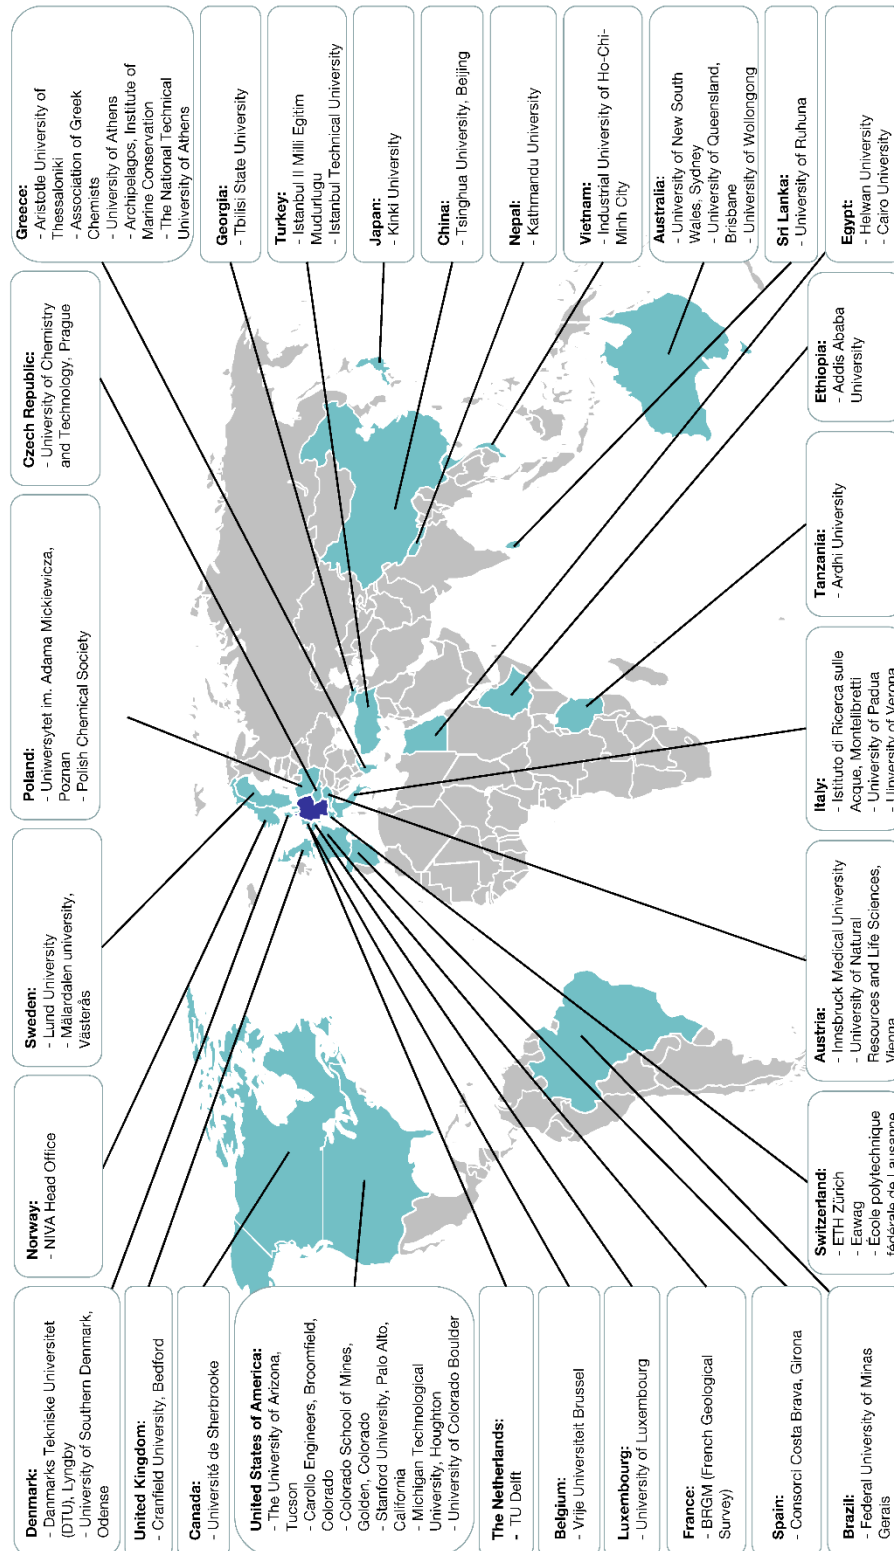 Denmark:
- Danmarks Tekniske Universitet
(DTU), Lyngby
- University of Southern Denmark,
Odense
United Kingdom:
- Cranfield University, Bedford
Canada:
- Université de Sherbrooke
United States of America:
- The University of Arizona,
Tucson
- Carollo Engineers, Broomfield,
Colorado
- Colorado School of Mines,
Golden, Colorado
- Stanford University, Palo Alto,
California
- Michigan Technological
University, Houghton
- University of Colorado Boulder
The Netherlands:
- TU Delft
Belgium:
- Vrije Universiteit Brussel
Luxembourg:
- University of Luxembourg
France:
- BRGM (French Geological
Survey)
Spain:
- Consorci Costa Brava, Girona
Brazil:
- Federal University of Minas
Gerais
Norway:
- NIVA Head Office
Sweden:
- Lund University
- Mälardalen university,
Västerås
Poland:
- Uniwersytet im. Adama Mickiewicza,
Poznan
- Polish Chemical Society
Czech Republic:
- University of Chemistry
and Technology, Prague
Greece:
- Aristotle University of
Thessaloniki
- Association of Greek
Chemists
- University of Athens
- Archipelagos, Institute of
Marine Conservation
- The National Technical
University of Athens
Georgia:
- Tbilisi State University
Turkey:
- Istanbul II Milli Egitim
Mudurlugu
- Istanbul Technical University
Japan:
- Kinki University
China:
- Tsinghua University, Beijing
Nepal:
- Kathmandu University
Vietnam:
- Industrial University of Ho-Chi-
Minh City
Australia:
- University of New South
Wales, Sydney
- University of Queensland,
Brisbane
- University of Wollongong
Sri Lanka:
- University of Ruhuna
Egypt:
- Helwan University
- Cairo University
Switzerland:
- ETH Zürich
- Eawag
- École polytechnique
fédérale de Lausanne
Austria:
- Innsbruck Medical University
- University of Natural
Resources and Life Sciences,
Vienna
Italy:
- Istituto di Ricerca sulle
Acque, Montelibretti
- University of Padua
- University of Verona
Tanzania:
- Ardhi University
Ethiopia:
- Addis Ababa
University